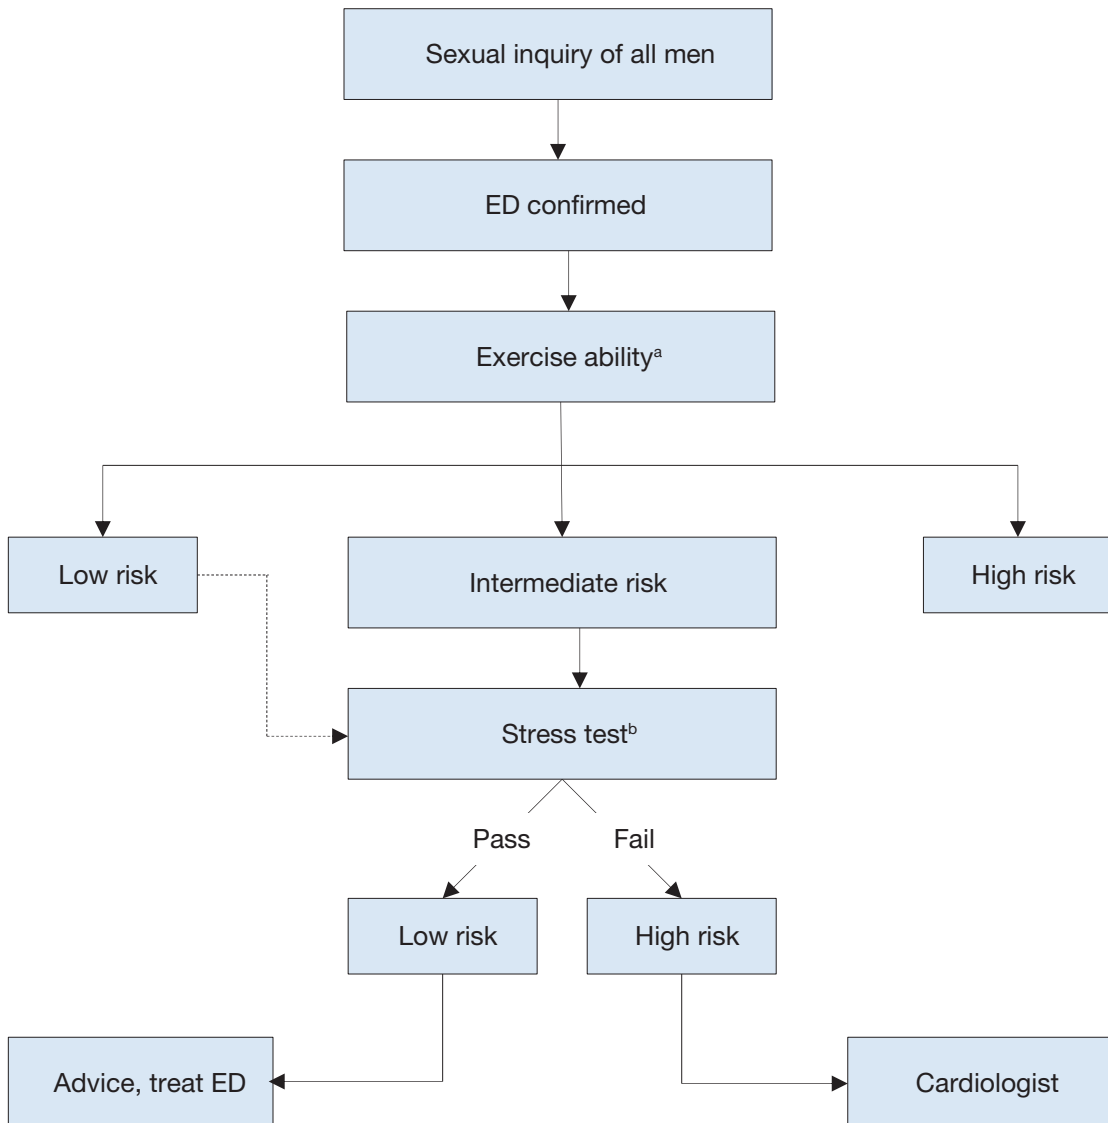 Sexual inquiry of all men
ED confirmed
Exercise abilityᵃ
Low risk
Intermediate risk
High risk
Stress testᵇ
Pass
Fail
Low risk
High risk
Advice, treat ED
Cardiologist